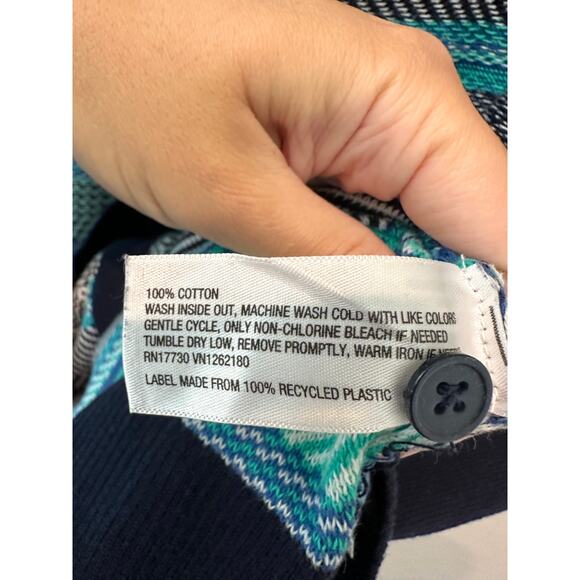 100% COTTON
WASH INSIDE OUT, MACHINE WASH COLD WITH LIKE COLORS
GENTLE CYCLE, ONLY NON-CHLORINE BLEACH IF NEEDED
TUMBLE DRY LOW, REMOVE PROMPTLY, WARM IRON IF
RN17730 VN1262180
LABEL MADE FROM 100% RECYCLED PLASTIC